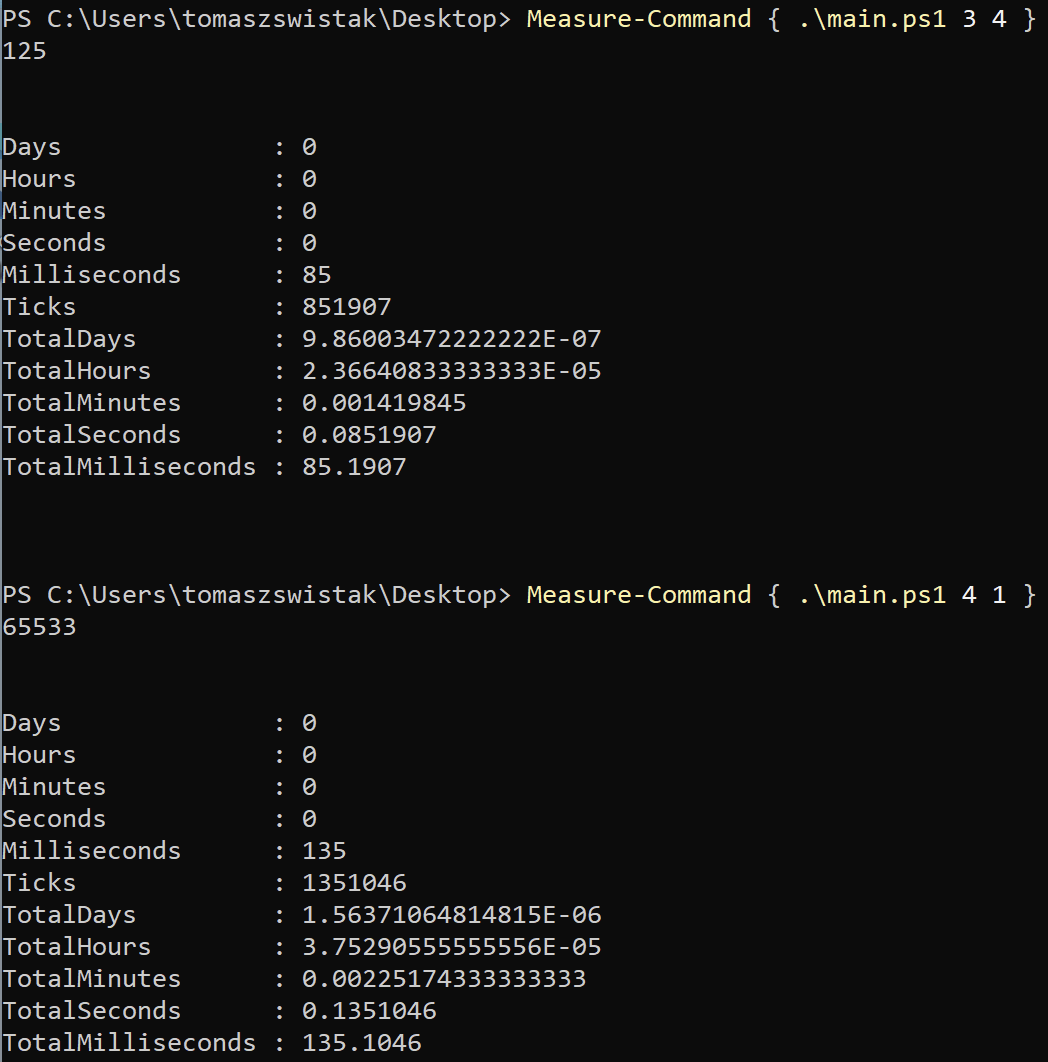 PS C:\Users\tomaszswistak\Desktop> Measure-Command { .\main.ps1 3 4 }
125
Days              : 0
Hours             : 0
Minutes           : 0
Seconds           : 0
Milliseconds      : 85
Ticks             : 851907
TotalDays         : 9.86003472222222E-07
TotalHours        : 2.36640833333333E-05
TotalMinutes      : 0.001419845
TotalSeconds      : 0.0851907
TotalMilliseconds : 85.1907
PS C:\Users\tomaszswistak\Desktop> Measure-Command { .\main.ps1 4 1 }
65533
Days              : 0
Hours             : 0
Minutes           : 0
Seconds           : 0
Milliseconds      : 135
Ticks             : 1351046
TotalDays         : 1.56371064814815E-06
TotalHours        : 3.75290555555556E-05
TotalMinutes      : 0.00225174333333333
TotalSeconds      : 0.1351046
TotalMilliseconds : 135.1046